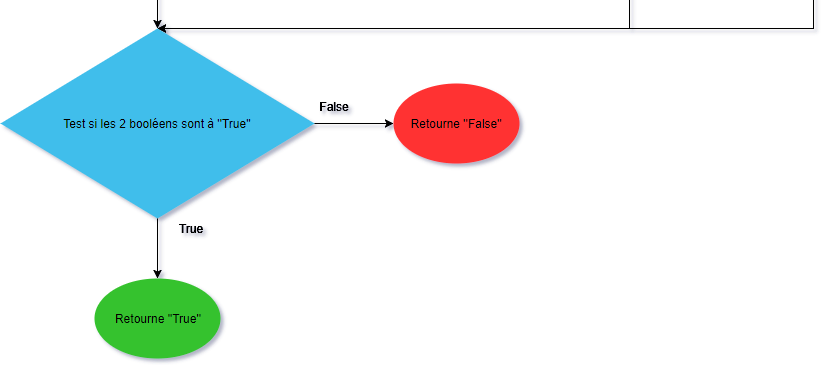 False
Test si les 2 booléens sont à "True"
Retourne "False"
True
Retourne "True"